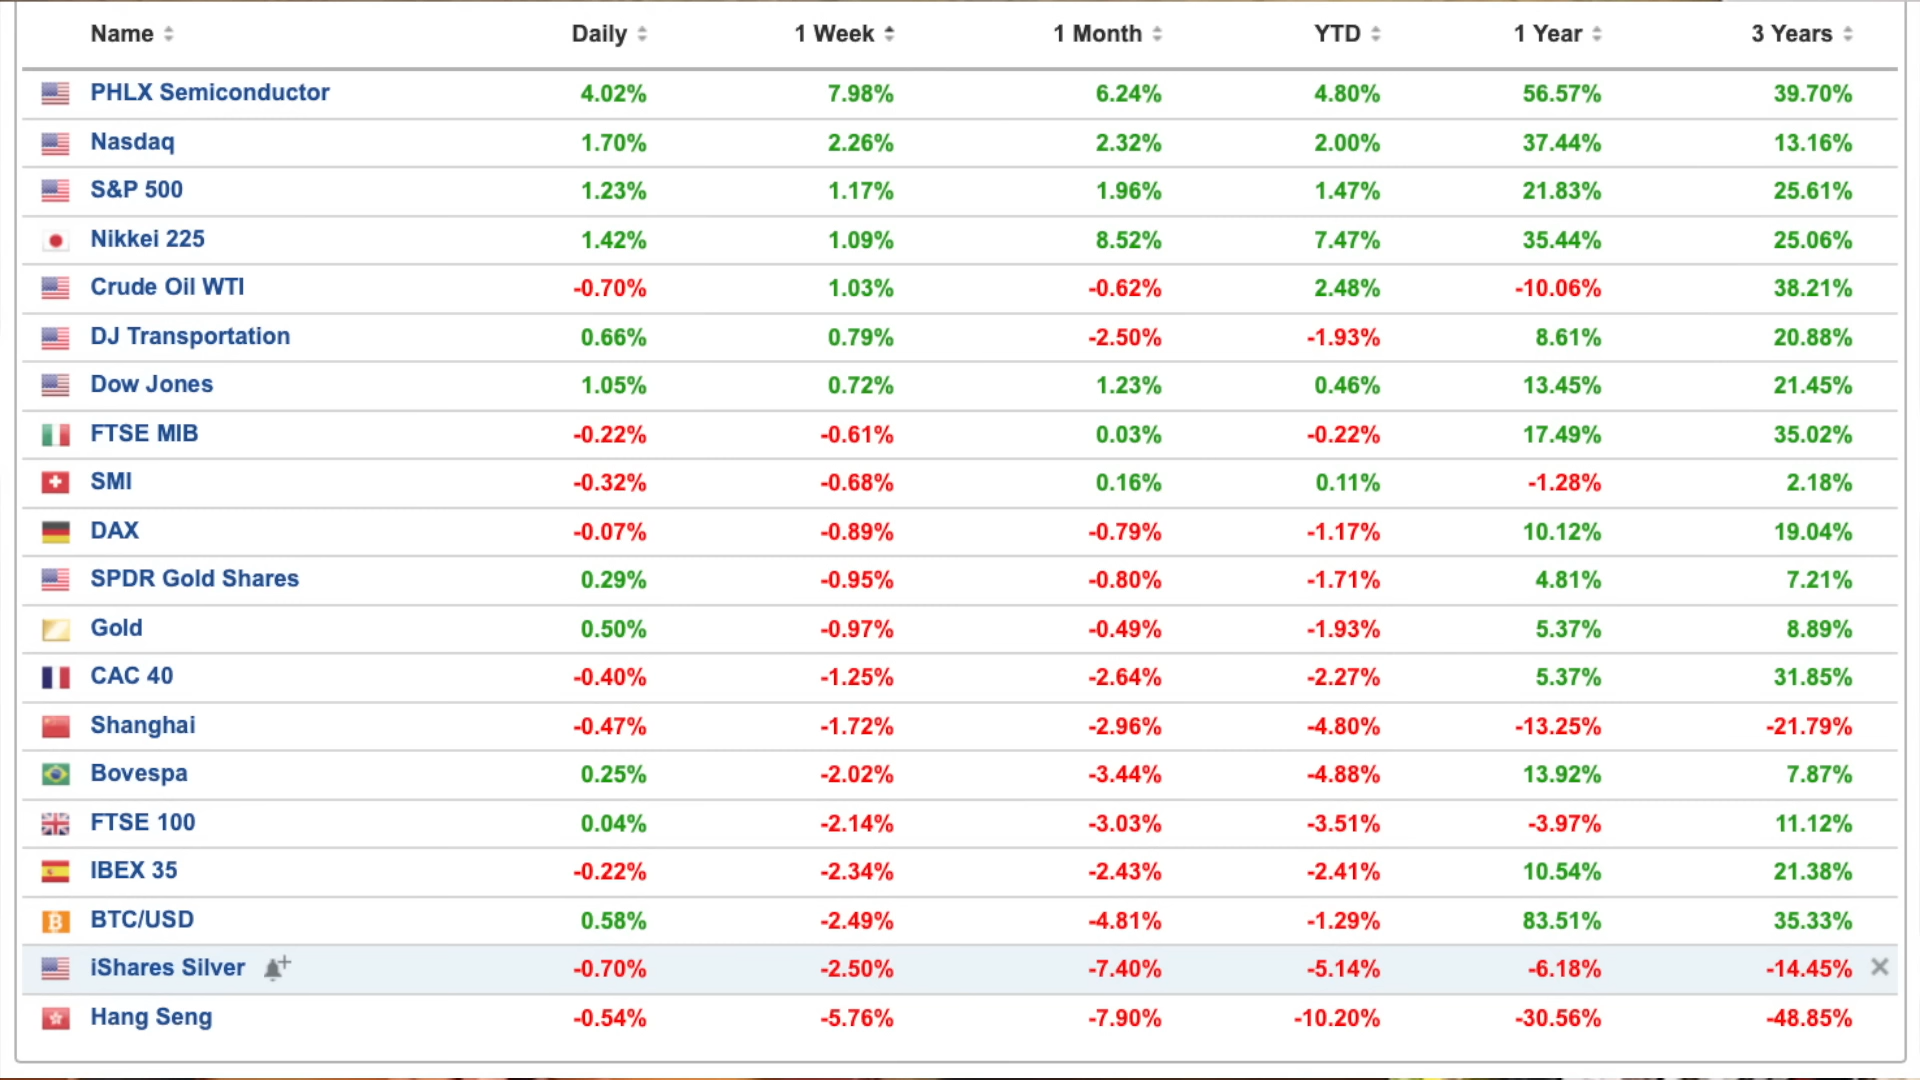 Name Daily 1 Week 1 Month YTD 1 Year 3 Years
PHLX Semiconductor 4.02% 7.98% 6.24% 4.80% 56.57% 39.70%
Nasdaq 1.70% 2.26% 2.32% 2.00% 37.44% 13.16%
S&P 500 1.23% 1.17% 1.96% 1.47% 21.83% 25.61%
Nikkei 225 1.42% 1.09% 8.52% 7.47% 35.44% 25.06%
Crude Oil WTI -0.70% 1.03% -0.62% 2.48% -10.06% 38.21%
DJ Transportation 0.66% 0.79% -2.50% -1.93% 8.61% 20.88%
Dow Jones 1.05% 0.72% 1.23% 0.46% 13.45% 21.45%
FTSE MIB -0.22% -0.61% 0.03% -0.22% 17.49% 35.02%
SMI -0.32% -0.68% 0.16% 0.11% -1.28% 2.18%
DAX -0.07% -0.89% -0.79% -1.17% 10.12% 19.04%
SPDR Gold Shares 0.29% -0.95% -0.80% -1.71% 4.81% 7.21%
Gold 0.50% -0.97% -0.49% -1.93% 5.37% 8.89%
CAC 40 -0.40% -1.25% -2.64% -2.27% 5.37% 31.85%
Shanghai -0.47% -1.72% -2.96% -4.80% -13.25% -21.79%
Bovespa 0.25% -2.02% -3.44% -4.88% 13.92% 7.87%
FTSE 100 0.04% -2.14% -3.03% -3.51% -3.97% 11.12%
IBEX 35 -0.22% -2.34% -2.43% -2.41% 10.54% 21.38%
BTC/USD 0.58% -2.49% -4.81% -1.29% 83.51% 35.33%
iShares Silver -0.70% -2.50% -7.40% -5.14% -6.18% -14.45%
Hang Seng -0.54% -5.76% -7.90% -10.20% -30.56% -48.85%